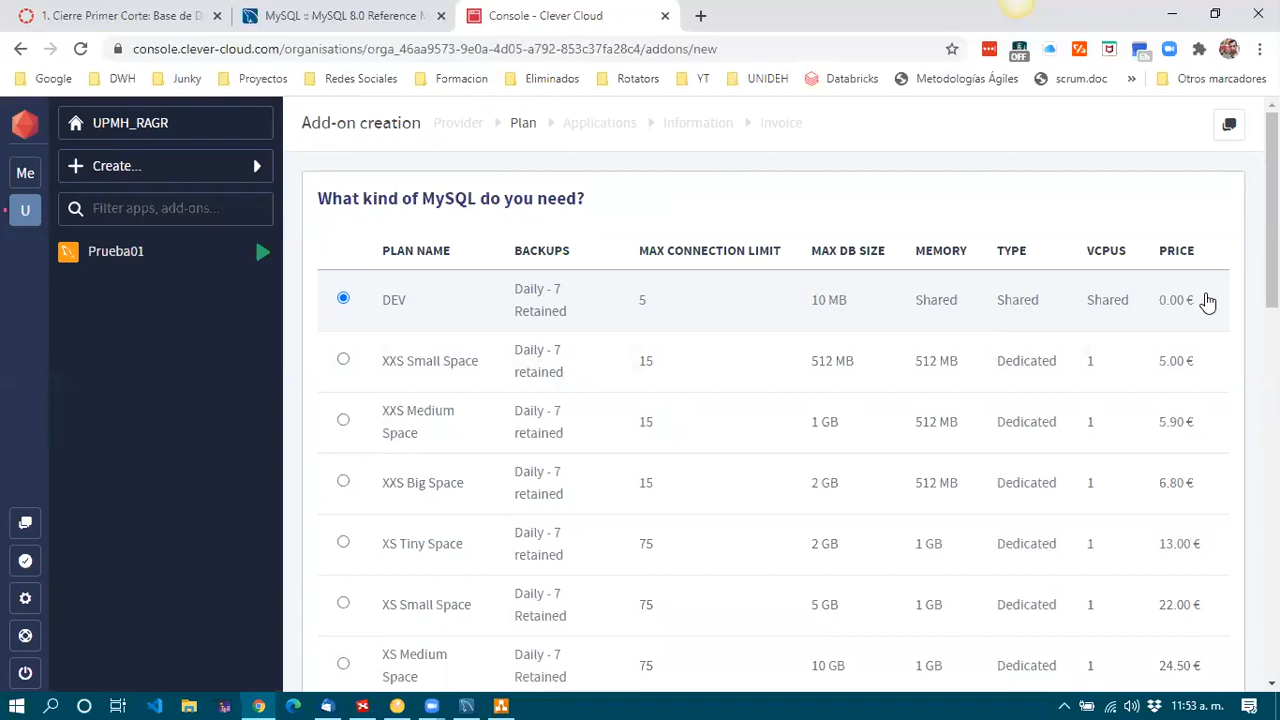 1. Cierre Primer Corte: Base de D
MySQL :: MySQL 8.0 Reference M
Console - Clever Cloud
console.clever-cloud.com/organisations/orga_46aa9573-9e0a-4d05-a792-853c37fa28c4/addons/new
OFF
Google
DWH
Junky
Proyectos
Redes Sociales
Formacion
Eliminados
Rotators
YT
UNIDEH
Databricks
Metodologías Ágiles
scrum.doc
»
Otros marcadores
UPMH_RAGR
Create...
Filter apps, add-ons...
Me
U
Prueba01
Add-on creation Provider Plan Applications Information Invoice
What kind of MySQL do you need?
PLAN NAME BACKUPS MAX CONNECTION LIMIT MAX DB SIZE MEMORY TYPE VCPUS PRICE
DEV Daily - 7 Retained 5 10 MB Shared Shared Shared 0.00 €
XXS Small Space Daily - 7 retained 15 512 MB 512 MB Dedicated 1 5.00 €
XXS Medium Space Daily - 7 retained 15 1 GB 512 MB Dedicated 1 5.90 €
XXS Big Space Daily - 7 retained 15 2 GB 512 MB Dedicated 1 6.80 €
XS Tiny Space Daily - 7 retained 75 2 GB 1 GB Dedicated 1 13.00 €
XS Small Space Daily - 7 Retained 75 5 GB 1 GB Dedicated 1 22.00 €
XS Medium Space Daily - 7 retained 75 10 GB 1 GB Dedicated 1 24.50 €
11:53 a. m.